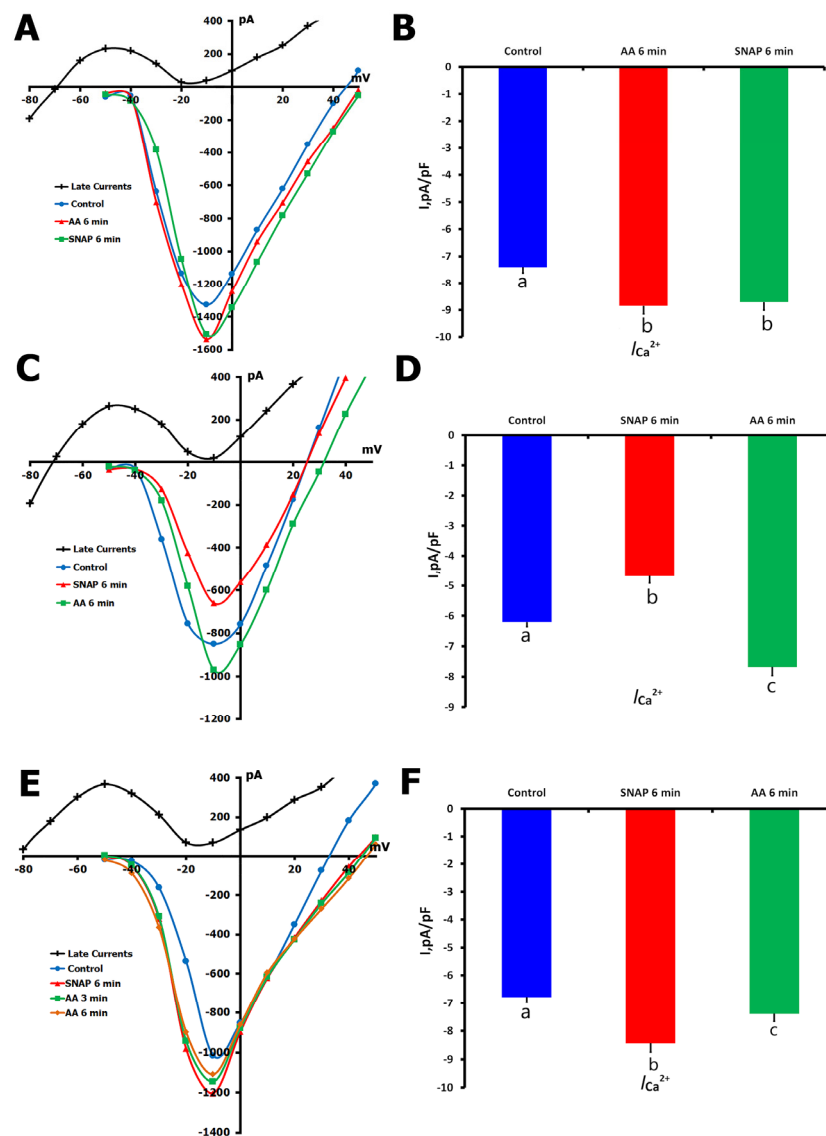 A
pA
400
200
0
mV
-80 -60 -40 -20 0 20 40
-200
-400
-600
-800
-1000
-1200
-1400
-1600
Late Currents
Control
AA 6 min
SNAP 6 min
B
Control AA 6 min SNAP 6 min
0
-1
-2
-3
-4
-5
-6
-7
-8
-9
-10
I,pA/pF
a
b
b
ICa2+
C
pA
400
200
0
mV
-80 -60 -40 -20 0 20 40
-200
-400
-600
-800
-1000
-1200
Late Currents
Control
SNAP 6 min
AA 6 min
D
Control SNAP 6 min AA 6 min
0
-1
-2
-3
-4
-5
-6
-7
-8
-9
I,pA/pF
a
b
c
ICa2+
E
pA
400
200
0
mV
-80 -60 -40 -20 0 20 40
-200
-400
-600
-800
-1000
-1200
-1400
Late Currents
Control
SNAP 6 min
AA 3 min
AA 6 min
F
Control SNAP 6 min AA 6 min
0
-1
-2
-3
-4
-5
-6
-7
-8
-9
-10
I,pA/pF
a
b
c
ICa2+